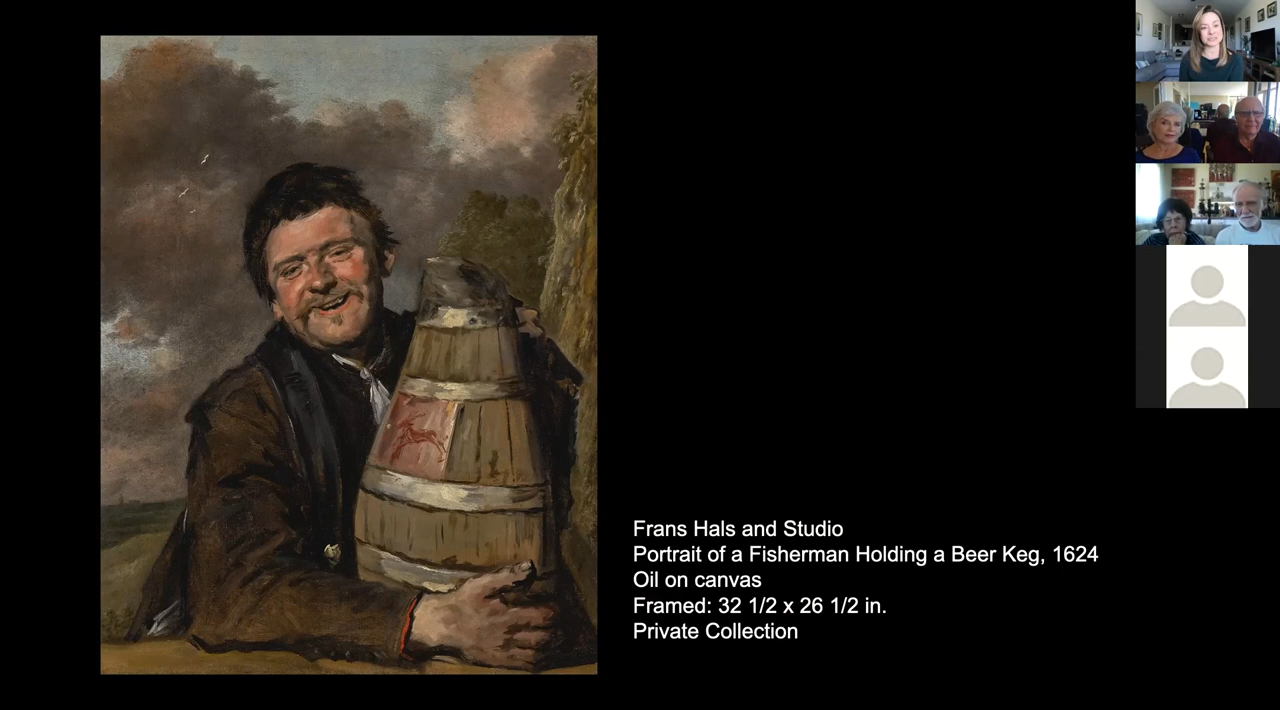 Frans Hals and Studio
Portrait of a Fisherman Holding a Beer Keg, 1624
Oil on canvas
Framed: 32 1/2 x 26 1/2 in.
Private Collection